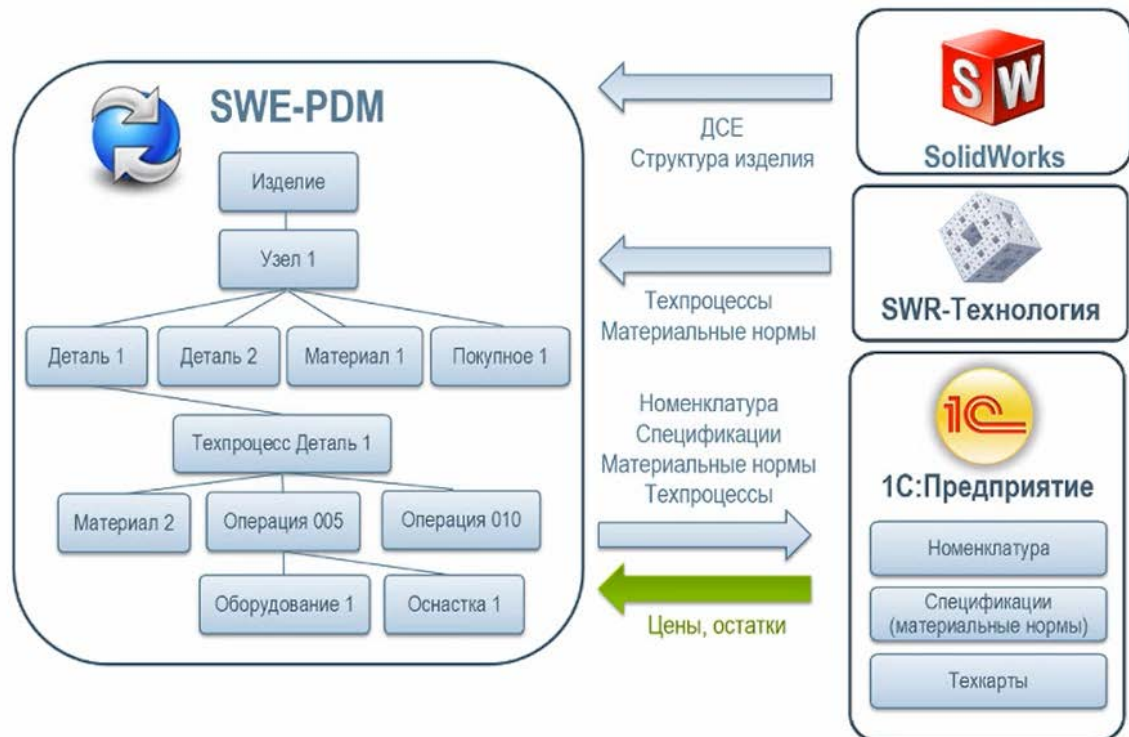 SWE-PDM
Изделие
Узел 1
Деталь 1
Деталь 2
Материал 1
Покупное 1
Техпроцесс Деталь 1
Материал 2
Операция 005
Операция 010
Оборудование 1
Оснастка 1
ДСЕ
Структура изделия
Техпроцессы
Материальные нормы
Номенклатура
Спецификации
Материальные нормы
Техпроцессы
Цены, остатки
SW
SolidWorks
SWR-Технология
1С
1С:Предприятие
Номенклатура
Спецификации
(материальные нормы)
Техкарты